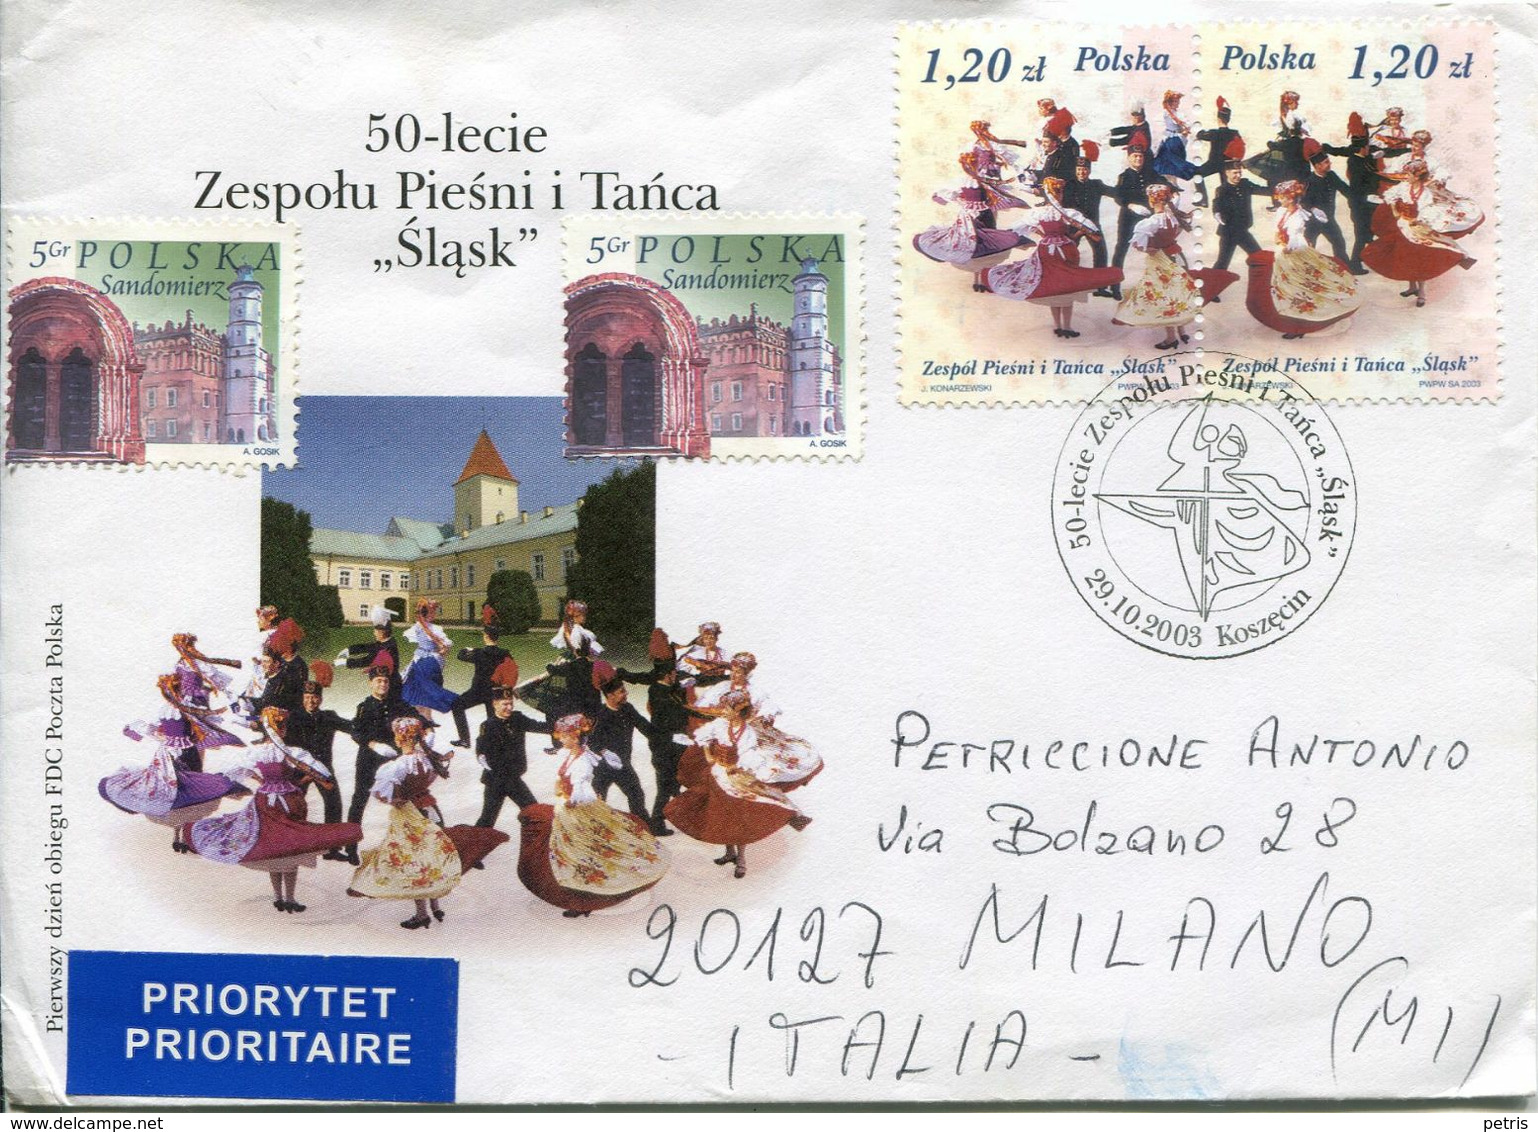 50-lecie
Zespołu Pieśni i Tańca
„Śląsk”
5Gr POLSKA
Sandomierz
A. GOSIK
5Gr POLSKA
Sandomierz
A. GOSIK
1,20 zł Polska
Zespół Pieśni i Tańca „Śląsk”
J. KONARZEWSKI PWPW 2003
Polska 1,20 zł
Zespół Pieśni i Tańca „Śląsk”
PWPW SA 2003
50-lecie Zespołu Pieśni i Tańca „Śląsk”
29.10.2003 Koszęcin
Pierwszy dzień obiegu FDC Poczta Polska
PRIORYTET
PRIORITAIRE
PETRICCIONE ANTONIO
Via Bolzano 28
20127 MILANO
- ITALIA - (MI)
www.delcampe.net
petris